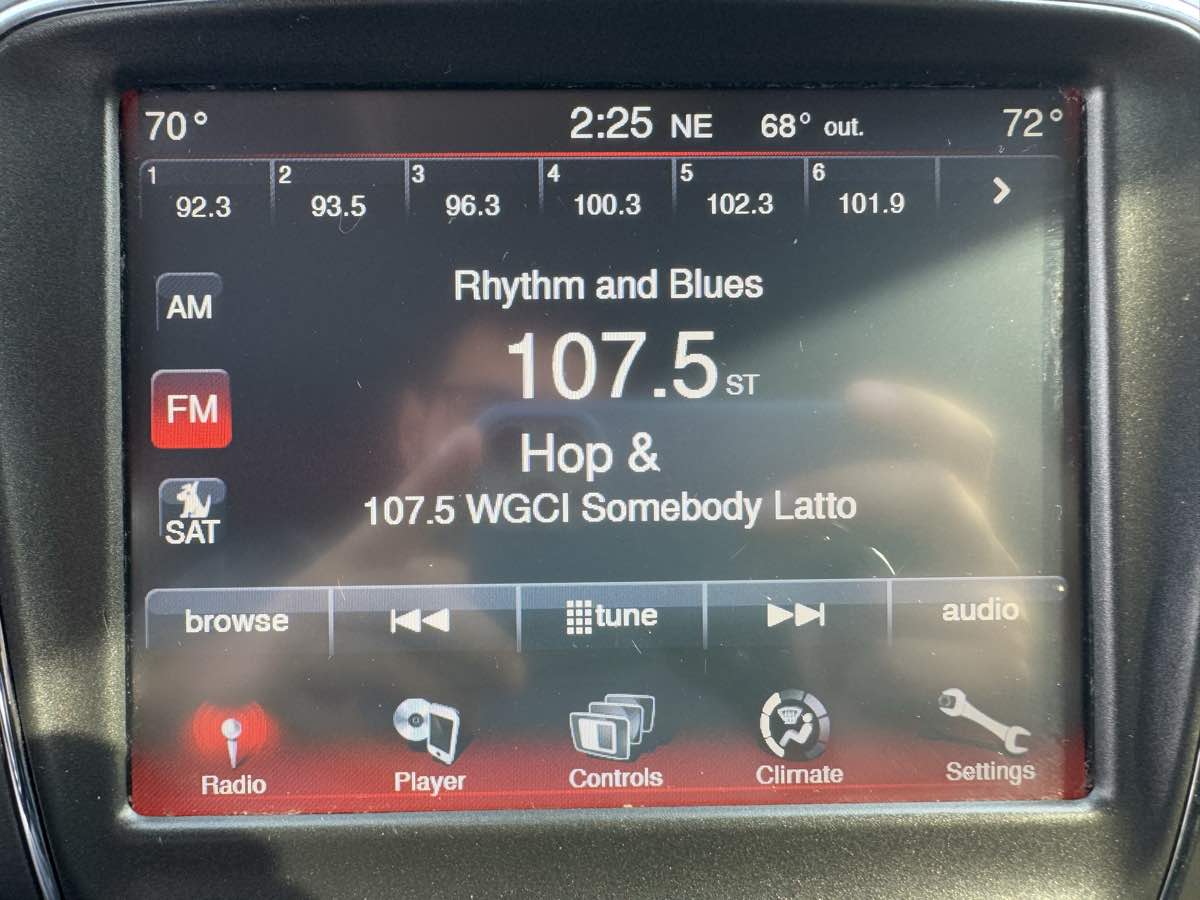 70° 2:25 NE 68° out. 72°
1 2 3 4 5 6
92.3 93.5 96.3 100.3 102.3 101.9
Rhythm and Blues
AM
107.5 ST
FM
Hop &
107.5 WGCI Somebody Latto
SAT
browse tune audio
Radio Player Controls Climate Settings